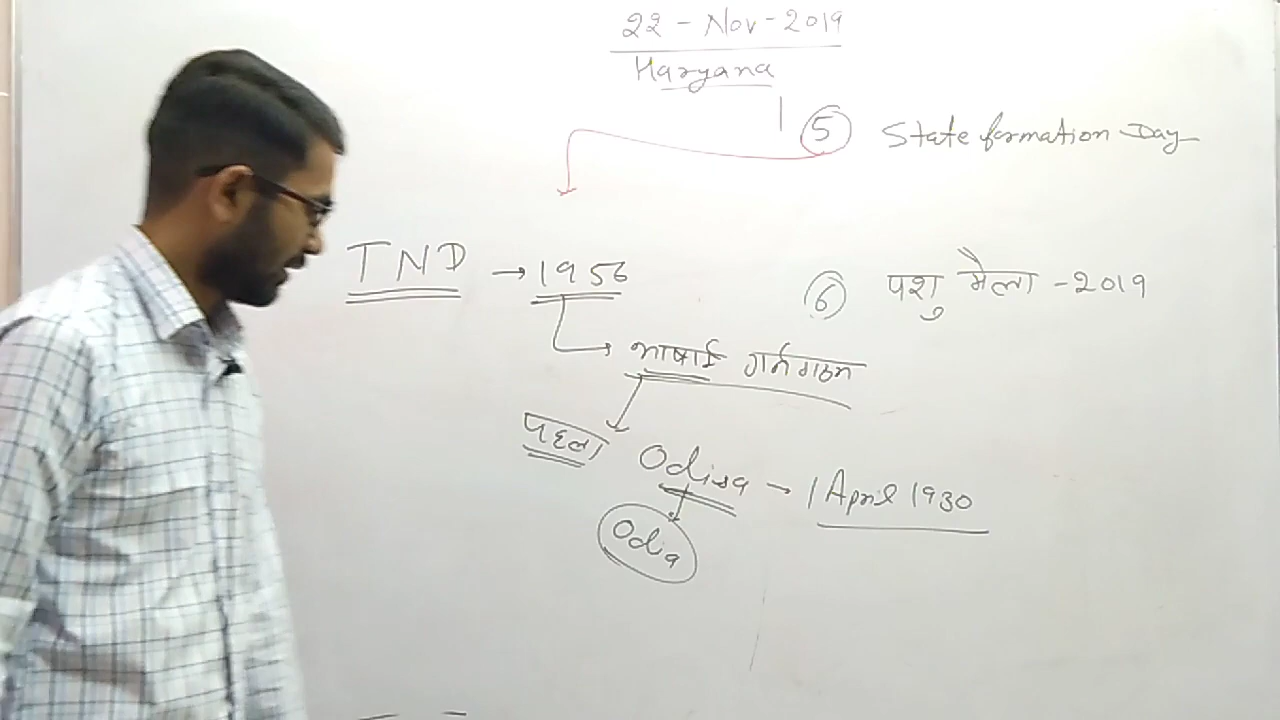 22 - Nov - 2019
Haryana
5 State formation Day
TND → 1956
6 पशु मैला - 2019
भाषाई
पहला
Odisa → 1 April 1930
Odia